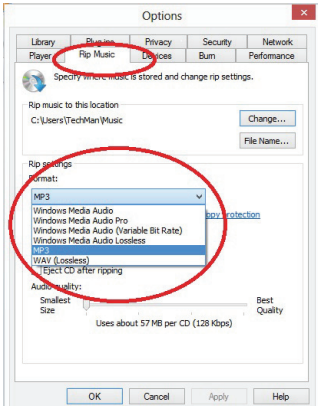 Options
Library Plug-ins Privacy Security Network
Player Rip Music Devices Burn Performance
Specify where music is stored and change rip settings.
Rip music to this location
C:\Users\TechMan\Music
Change...
File Name...
Rip settings
Format:
MP3
Windows Media Audio
Windows Media Audio Pro
Windows Media Audio (Variable Bit Rate)
Windows Media Audio Lossless
MP3
WAV (Lossless)
copy protection
Eject CD after ripping
Audio quality:
Smallest Size
Best Quality
Uses about 57 MB per CD (128 Kbps)
OK Cancel Apply Help